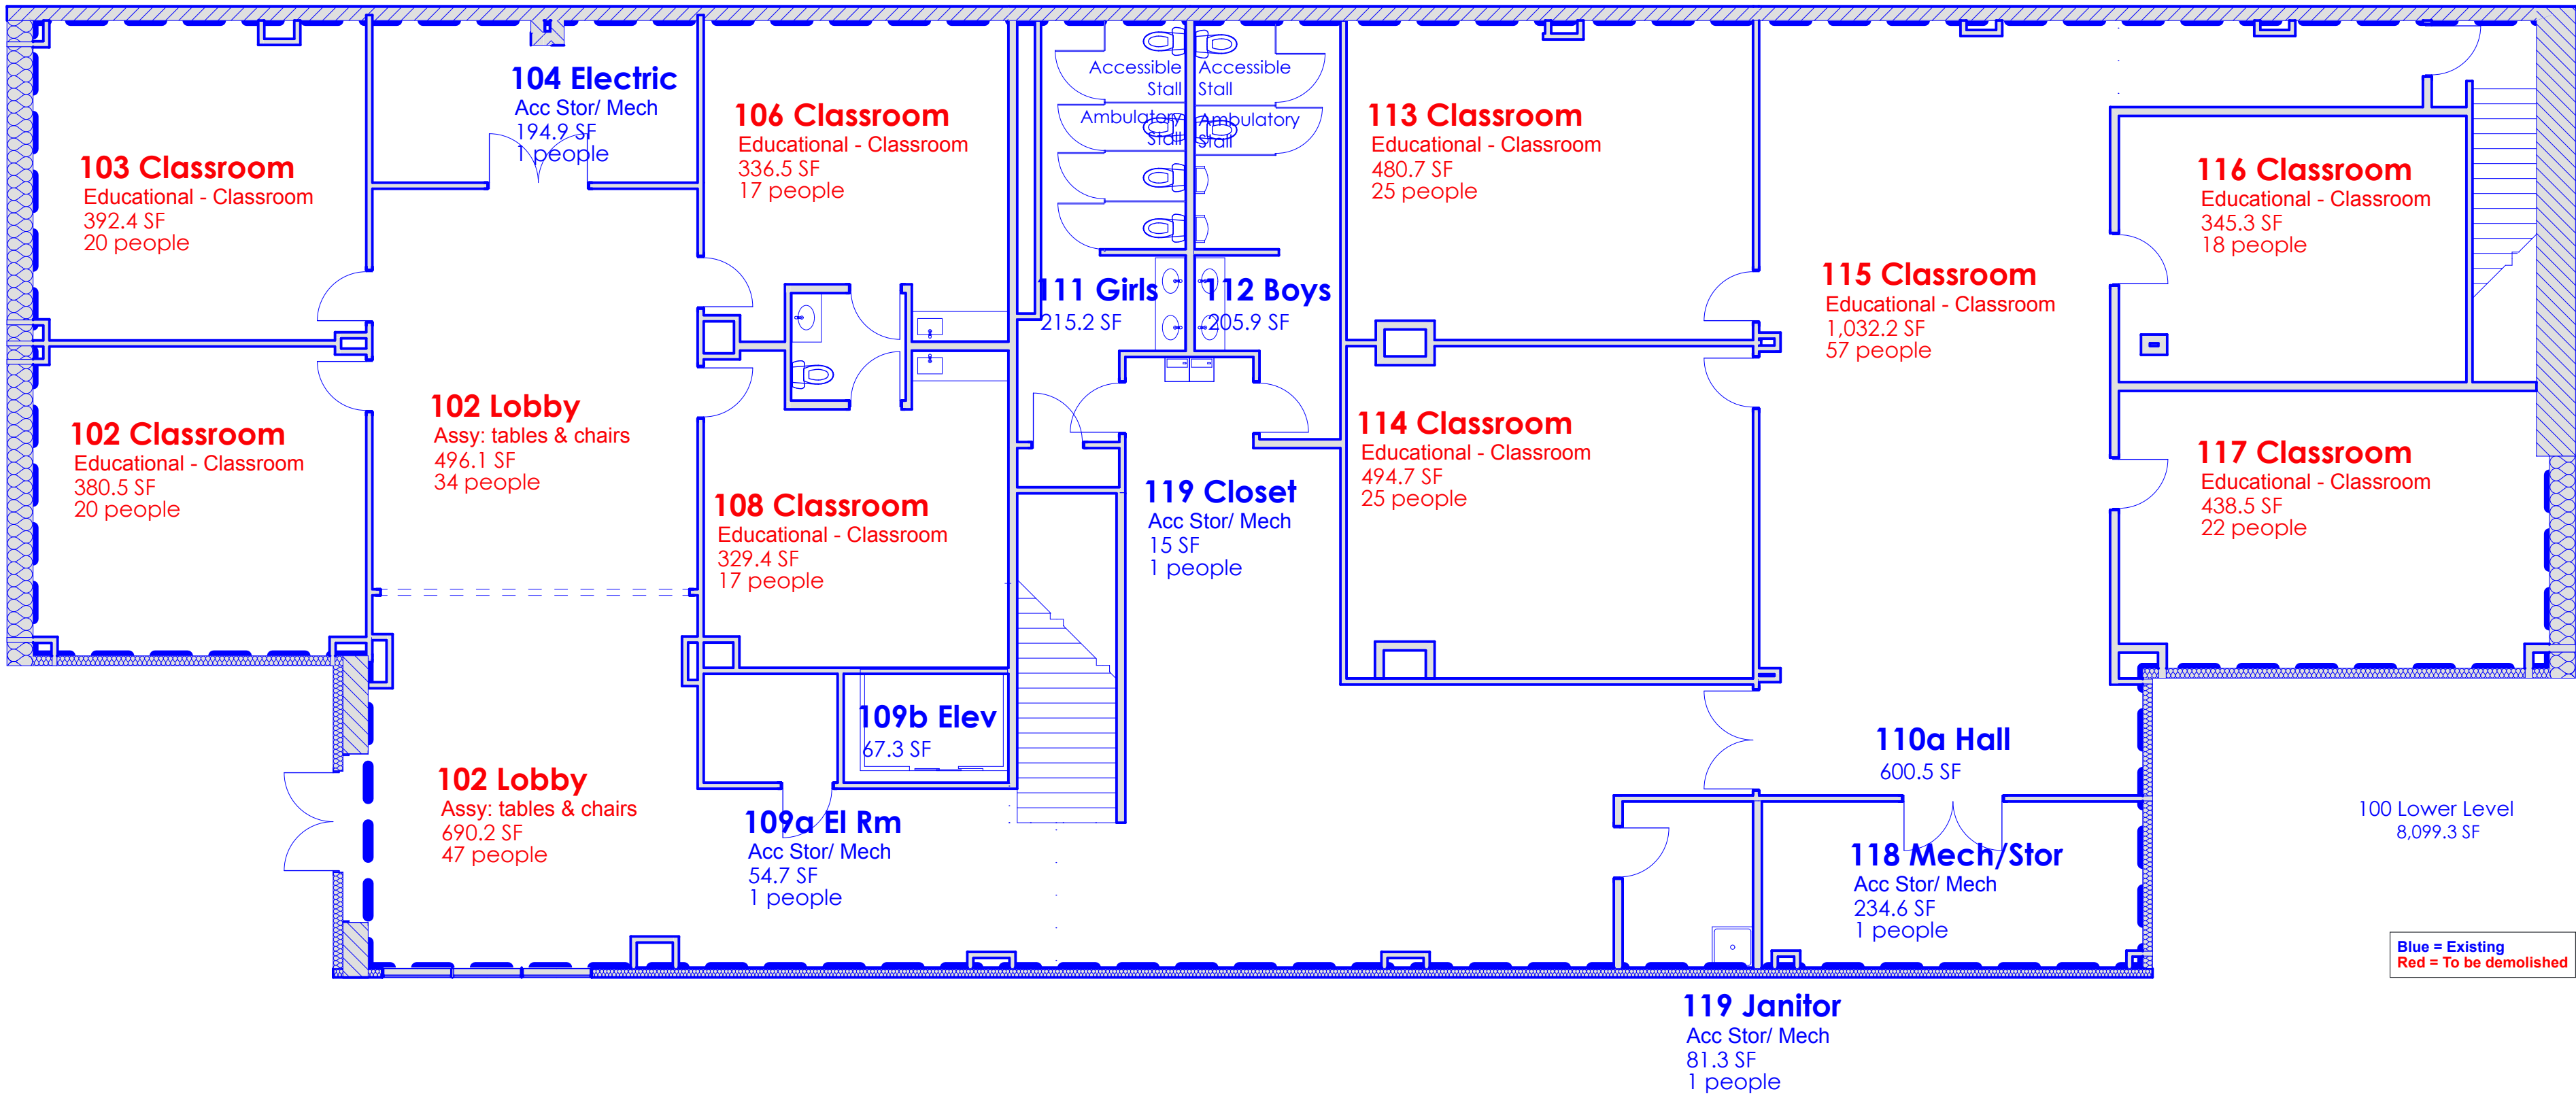 104 Electric
Acc Stor/ Mech
194.9 SF
1 people
Accessible
Stall
Accessible
Stall
Ambulatory
Stall
Ambulatory
Stall
106 Classroom
Educational - Classroom
336.5 SF
17 people
113 Classroom
Educational - Classroom
480.7 SF
25 people
103 Classroom
Educational - Classroom
392.4 SF
20 people
116 Classroom
Educational - Classroom
345.3 SF
18 people
111 Girls
215.2 SF
112 Boys
205.9 SF
115 Classroom
Educational - Classroom
1,032.2 SF
57 people
102 Lobby
Assy: tables & chairs
496.1 SF
34 people
102 Classroom
Educational - Classroom
380.5 SF
20 people
114 Classroom
Educational - Classroom
494.7 SF
25 people
117 Classroom
Educational - Classroom
438.5 SF
22 people
108 Classroom
Educational - Classroom
329.4 SF
17 people
119 Closet
Acc Stor/ Mech
15 SF
1 people
109b Elev
67.3 SF
110a Hall
600.5 SF
102 Lobby
Assy: tables & chairs
690.2 SF
47 people
109a El Rm
Acc Stor/ Mech
54.7 SF
1 people
118 Mech/Stor
Acc Stor/ Mech
234.6 SF
1 people
100 Lower Level
8,099.3 SF
Blue = Existing
Red = To be demolished
119 Janitor
Acc Stor/ Mech
81.3 SF
1 people